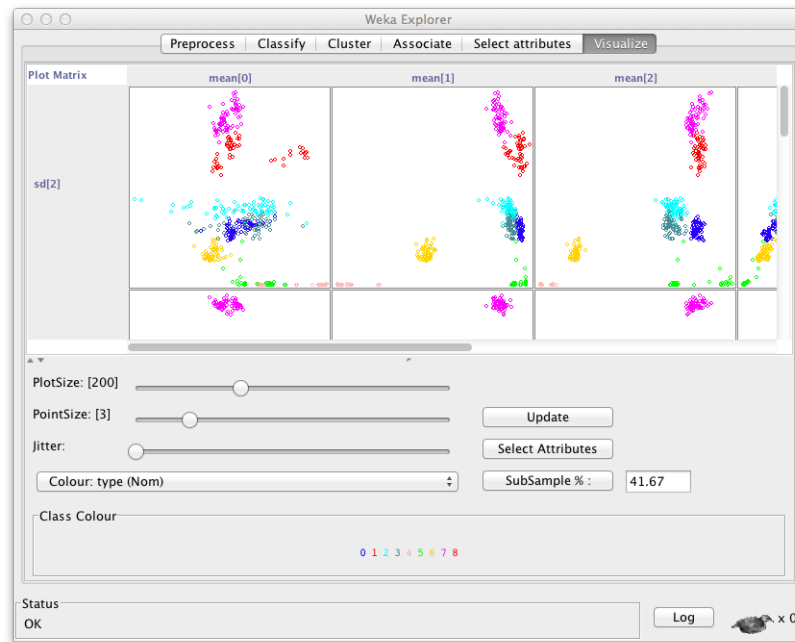 Weka Explorer
Preprocess Classify Cluster Associate Select attributes Visualize
Plot Matrix mean[0] mean[1] mean[2]
sd[2]
PlotSize: [200]
PointSize: [3] Update
Jitter: Select Attributes
Colour: type (Nom) SubSample % : 41.67
Class Colour
0 1 2 3 4 5 6 7 8
Status
OK Log x 0